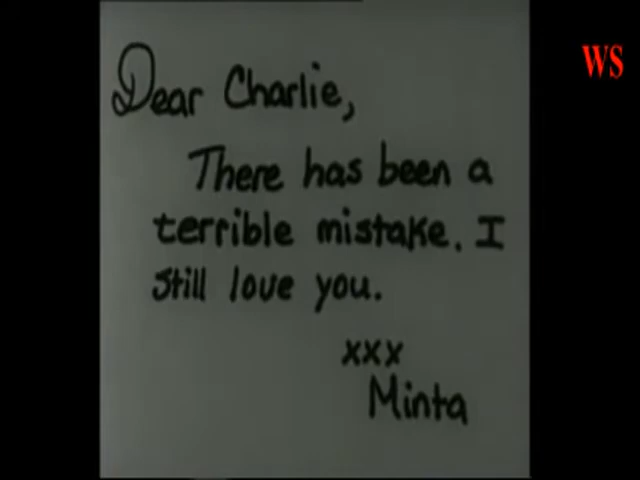 WS
Dear Charlie,
There has been a
terrible mistake. I
still love you.
xxx
Minta